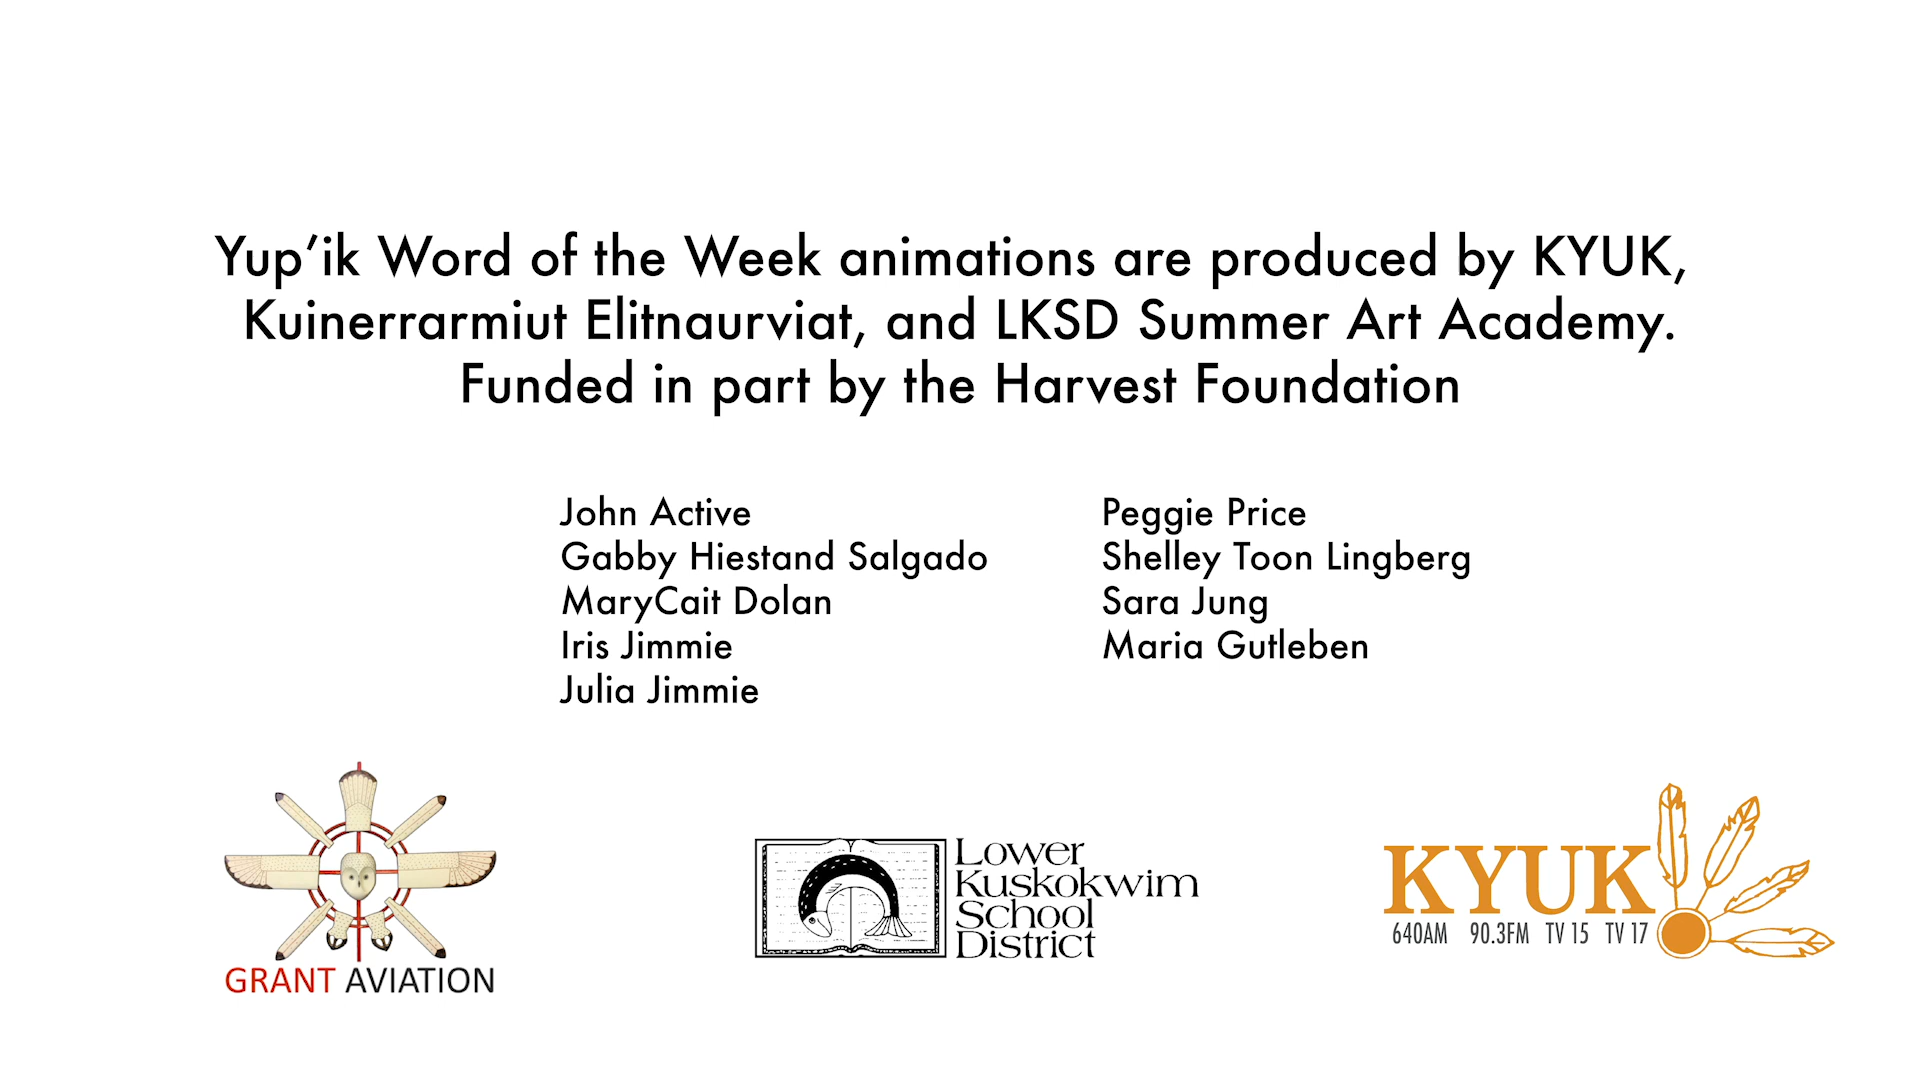 Yup’ik Word of the Week animations are produced by KYUK,
Kuinerrarmiut Elitnaurviat, and LKSD Summer Art Academy.
Funded in part by the Harvest Foundation
John Active
Gabby Hiestand Salgado
MaryCait Dolan
Iris Jimmie
Julia Jimmie
Peggie Price
Shelley Toon Lingberg
Sara Jung
Maria Gutleben
GRANT AVIATION
Lower
Kuskokwim
School
District
KYUK
640AM 90.3FM TV 15 TV 17